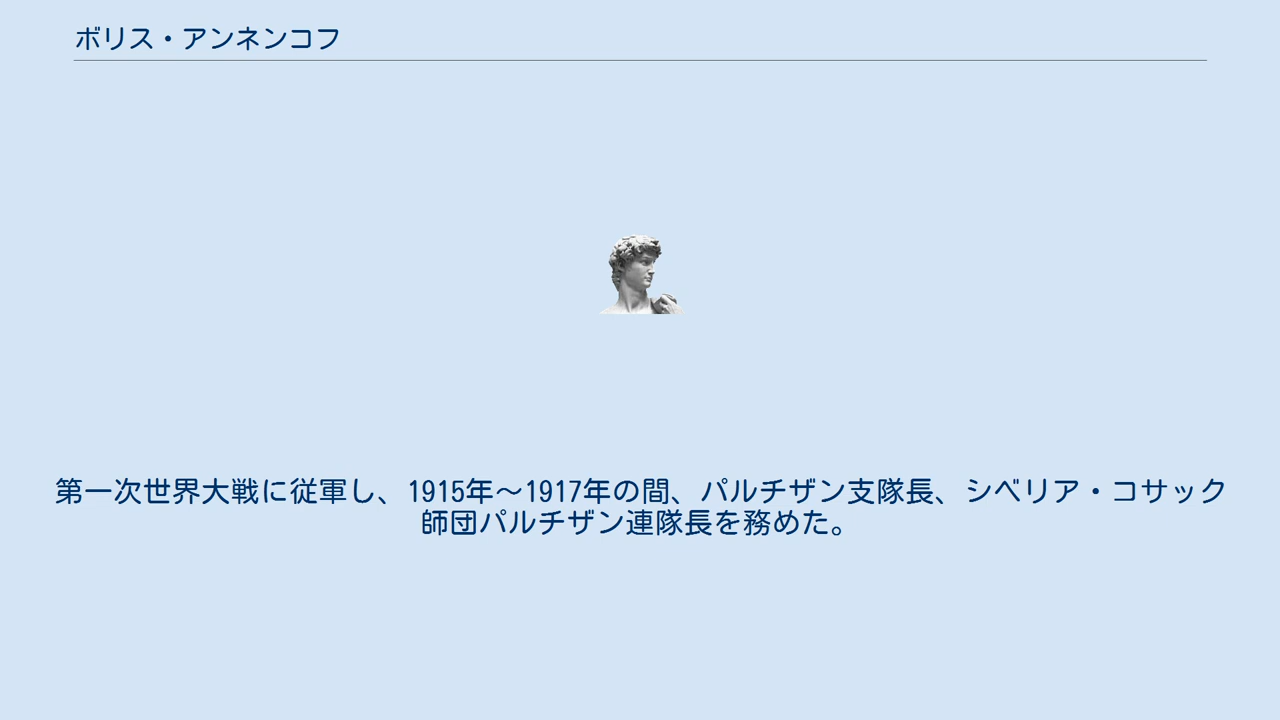 ボリス・アンネンコフ
第一次世界大戦に従軍し、1915年～1917年の間、パルチザン支隊長、シベリア・コサック
師団パルチザン連隊長を務めた。